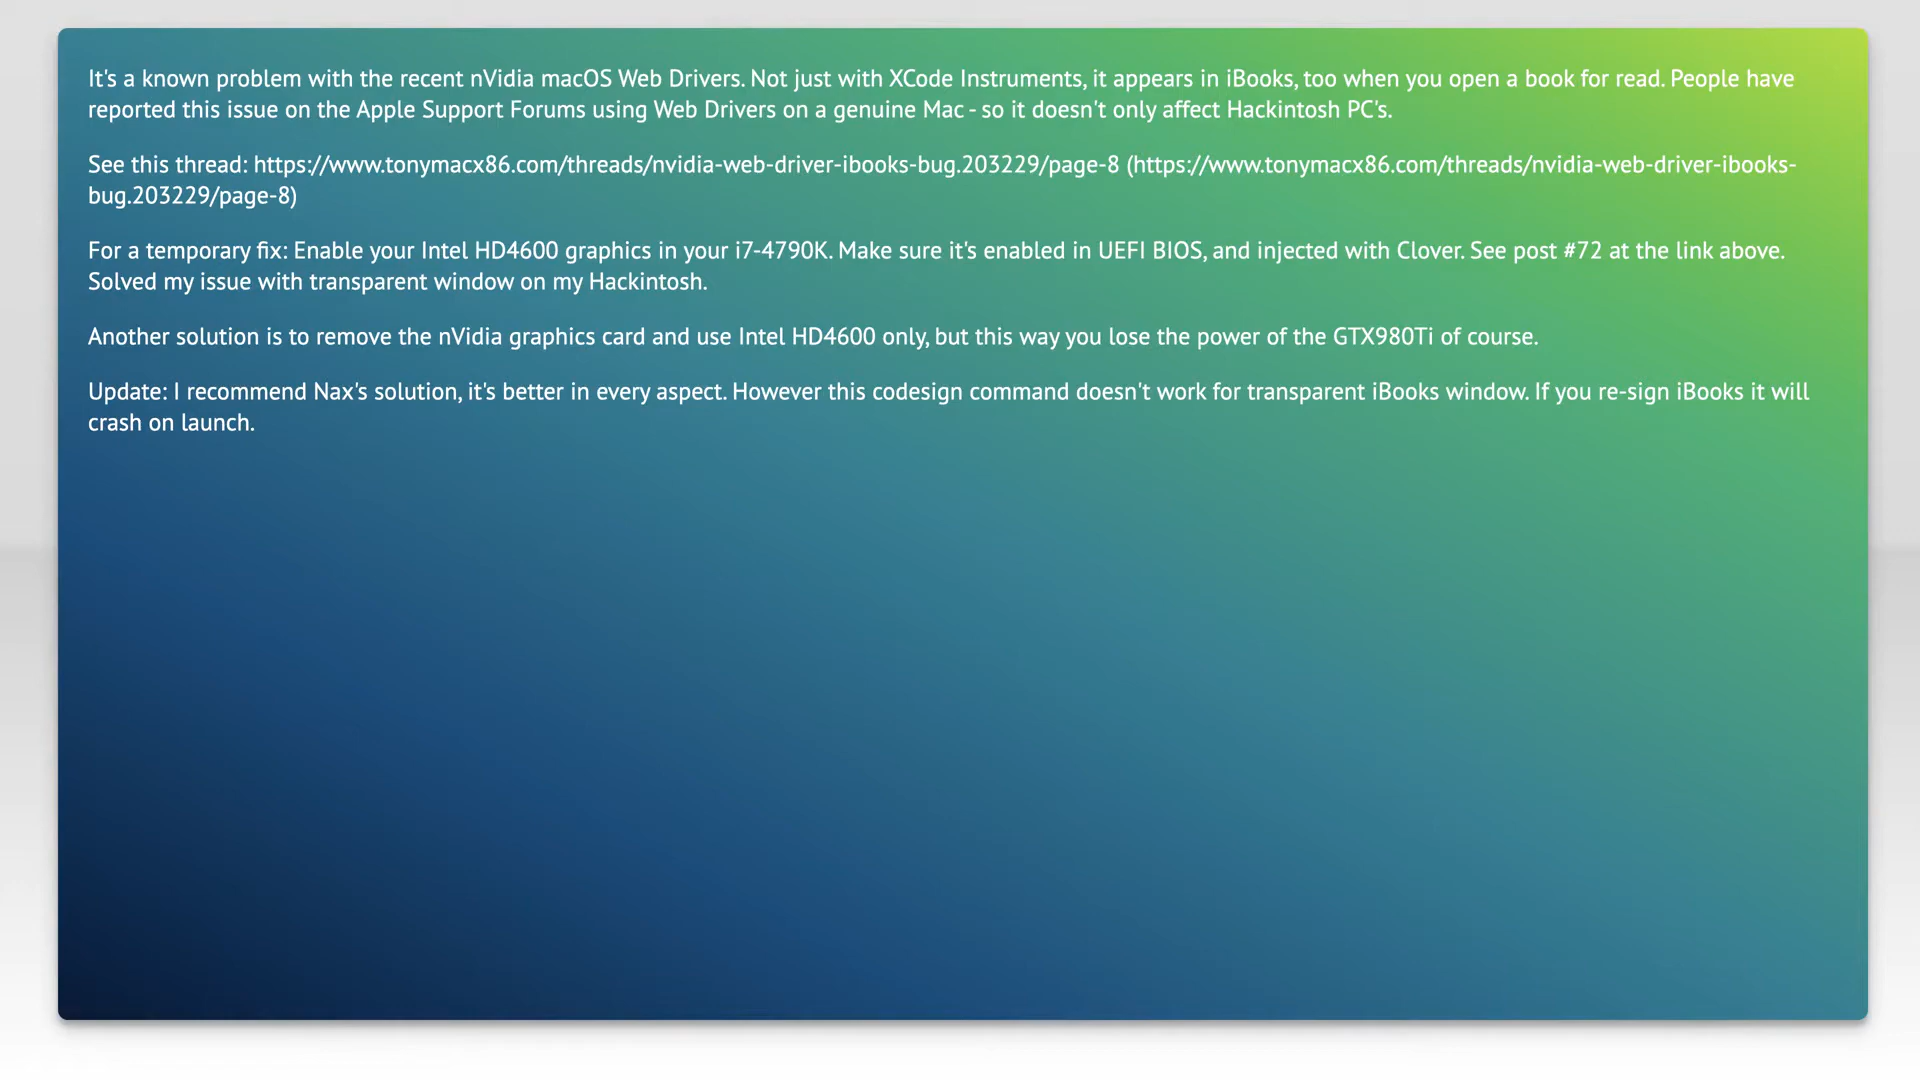 It's a known problem with the recent nVidia macOS Web Drivers. Not just with XCode Instruments, it appears in iBooks, too when you open a book for read. People have
reported this issue on the Apple Support Forums using Web Drivers on a genuine Mac - so it doesn't only affect Hackintosh PC's.
See this thread: https://www.tonymacx86.com/threads/nvidia-web-driver-ibooks-bug.203229/page-8 (https://www.tonymacx86.com/threads/nvidia-web-driver-ibooks-
bug.203229/page-8)
For a temporary fix: Enable your Intel HD4600 graphics in your i7-4790K. Make sure it's enabled in UEFI BIOS, and injected with Clover. See post #72 at the link above.
Solved my issue with transparent window on my Hackintosh.
Another solution is to remove the nVidia graphics card and use Intel HD4600 only, but this way you lose the power of the GTX980Ti of course.
Update: I recommend Nax's solution, it's better in every aspect. However this codesign command doesn't work for transparent iBooks window. If you re-sign iBooks it will
crash on launch.